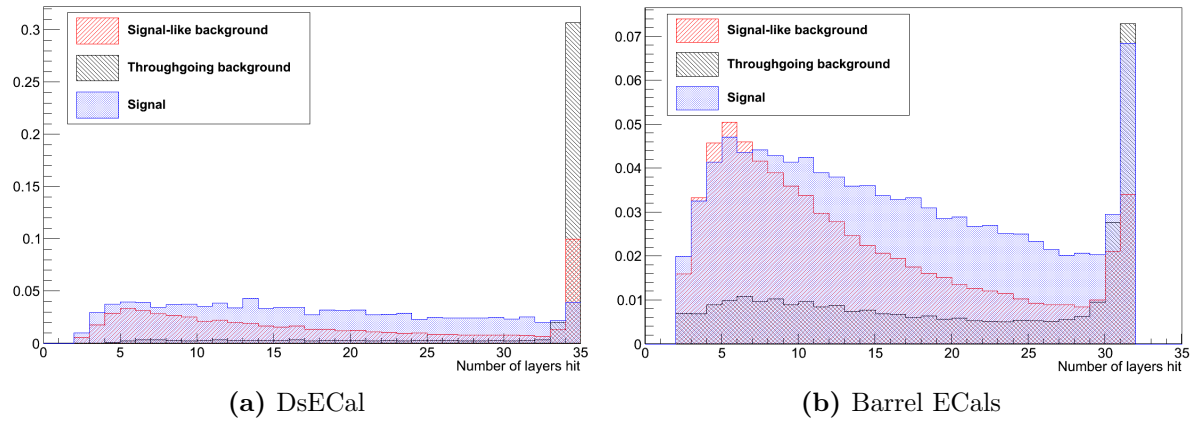 0.3
0.25
0.2
0.15
0.1
0.05
0
Signal-like background
Throughgoing background
Signal
0 5 10 15 20 25 30 35
Number of layers hit
(a) DsECal
0.07
0.06
0.05
0.04
0.03
0.02
0.01
0
Signal-like background
Throughgoing background
Signal
0 5 10 15 20 25 30 35
Number of layers hit
(b) Barrel ECals